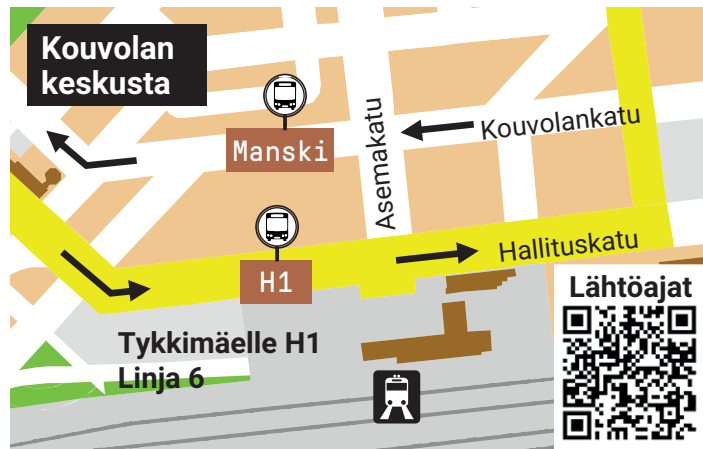 Kouvolan
keskusta
Manski
Asemakatu
Kouvolankatu
H1
Hallituskatu
Tykkimäelle H1
Linja 6
Lähtöajat